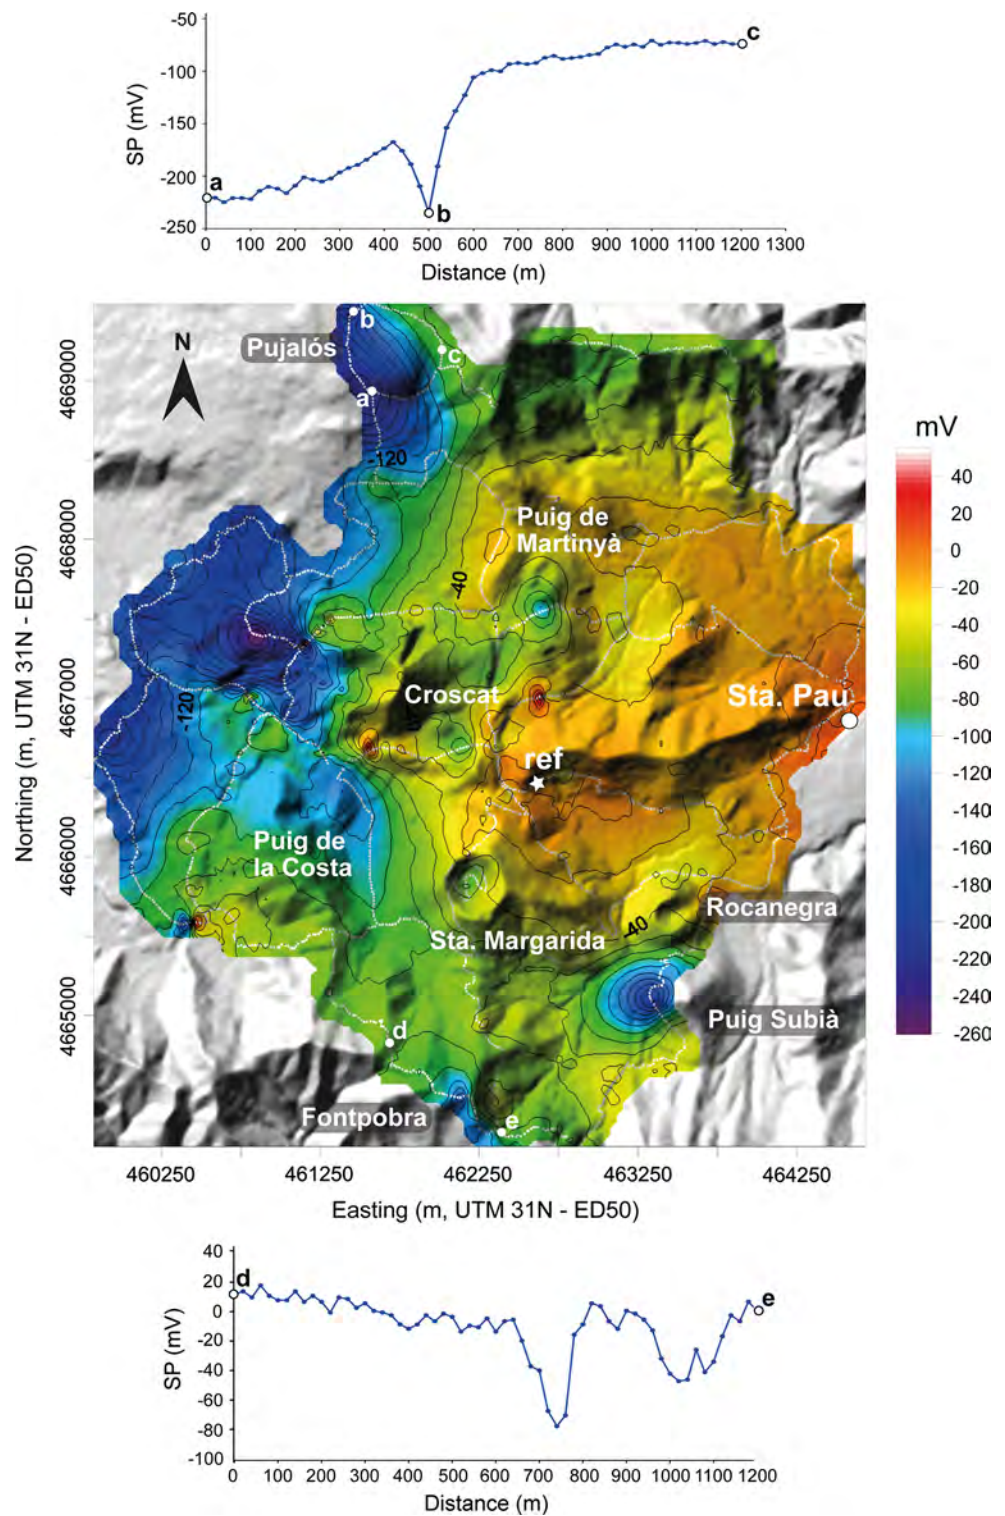 -50
-100
-150
-200
-250
SP (mV)
a
b
c
0 100 200 300 400 500 600 700 800 900 1000 1100 1200 1300
Distance (m)
N
Pujalós
b
c
a
-120
Puig de
Martinyà
-40
Croscat
Sta. Pau
-120
ref
Puig de
la Costa
Rocanegra
-40
Sta. Margarida
Puig Subià
d
Fontpobra
e
4669000
4668000
4667000
4666000
4665000
Northing (m, UTM 31N - ED50)
460250 461250 462250 463250 464250
Easting (m, UTM 31N - ED50)
mV
40
20
0
-20
-40
-60
-80
-100
-120
-140
-160
-180
-200
-220
-240
-260
40
20
0
-20
-40
-60
-80
-100
SP (mV)
d
e
0 100 200 300 400 500 600 700 800 900 1000 1100 1200
Distance (m)